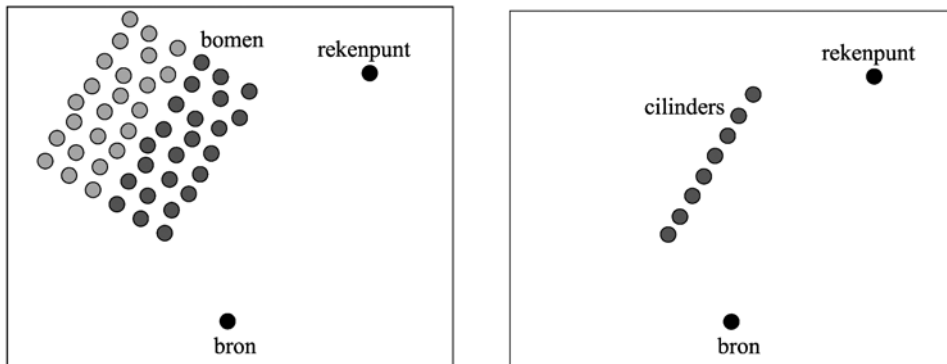 bomen
rekenpunt
bron
rekenpunt
cilinders
bron